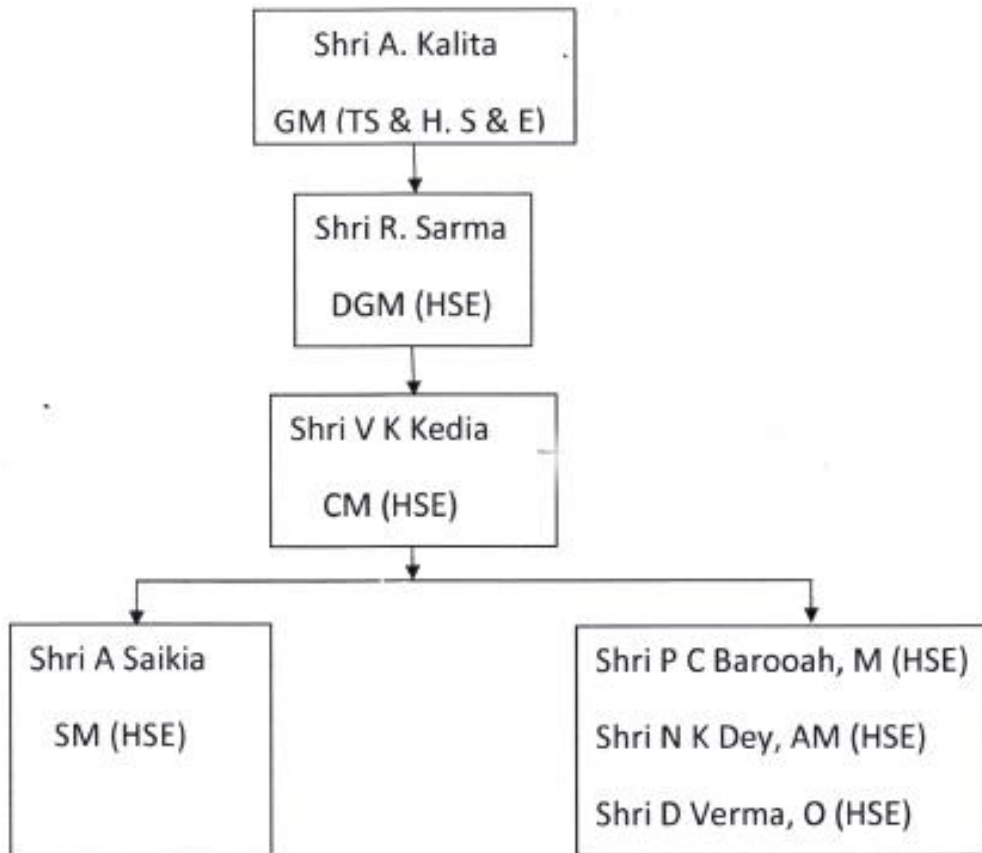 Shri A. Kalita
GM (TS & H. S & E)
Shri R. Sarma
DGM (HSE)
Shri V K Kedia
CM (HSE)
Shri A Saikia
SM (HSE)
Shri P C Barooah, M (HSE)
Shri N K Dey, AM (HSE)
Shri D Verma, O (HSE)